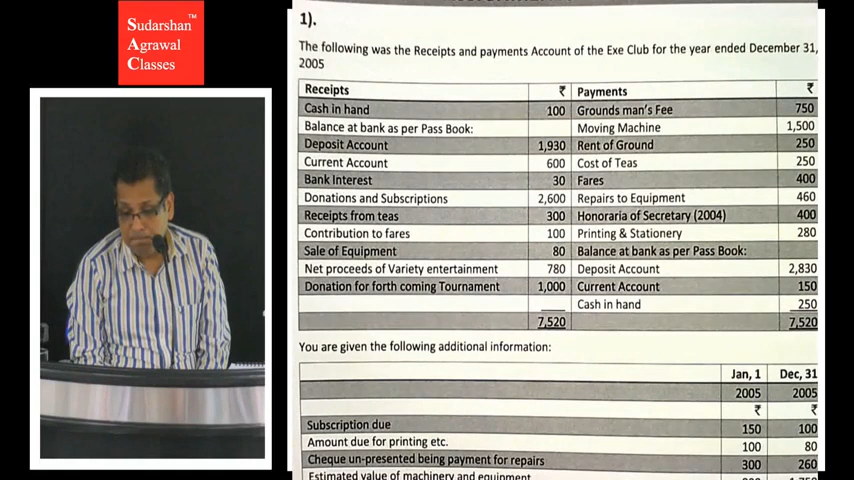 Sudarshan™
Agrawal
Classes
1).
The following was the Receipts and payments Account of the Exe Club for the year ended December 31,
2005
Receipts ₹ Payments ₹
Cash in hand 100 Grounds man's Fee 750
Balance at bank as per Pass Book: Moving Machine 1,500
Deposit Account 1,930 Rent of Ground 250
Current Account 600 Cost of Teas 250
Bank Interest 30 Fares 400
Donations and Subscriptions 2,600 Repairs to Equipment 460
Receipts from teas 300 Honoraria of Secretary (2004) 400
Contribution to fares 100 Printing & Stationery 280
Sale of Equipment 80 Balance at bank as per Pass Book:
Net proceeds of Variety entertainment 780 Deposit Account 2,830
Donation for forth coming Tournament 1,000 Current Account 150
Cash in hand 250
7,520 7,520
You are given the following additional information:
Jan, 1 Dec, 31
2005 2005
₹ ₹
Subscription due 150 100
Amount due for printing etc. 100 80
Cheque un-presented being payment for repairs 300 260
Estimated value of machinery and equipment